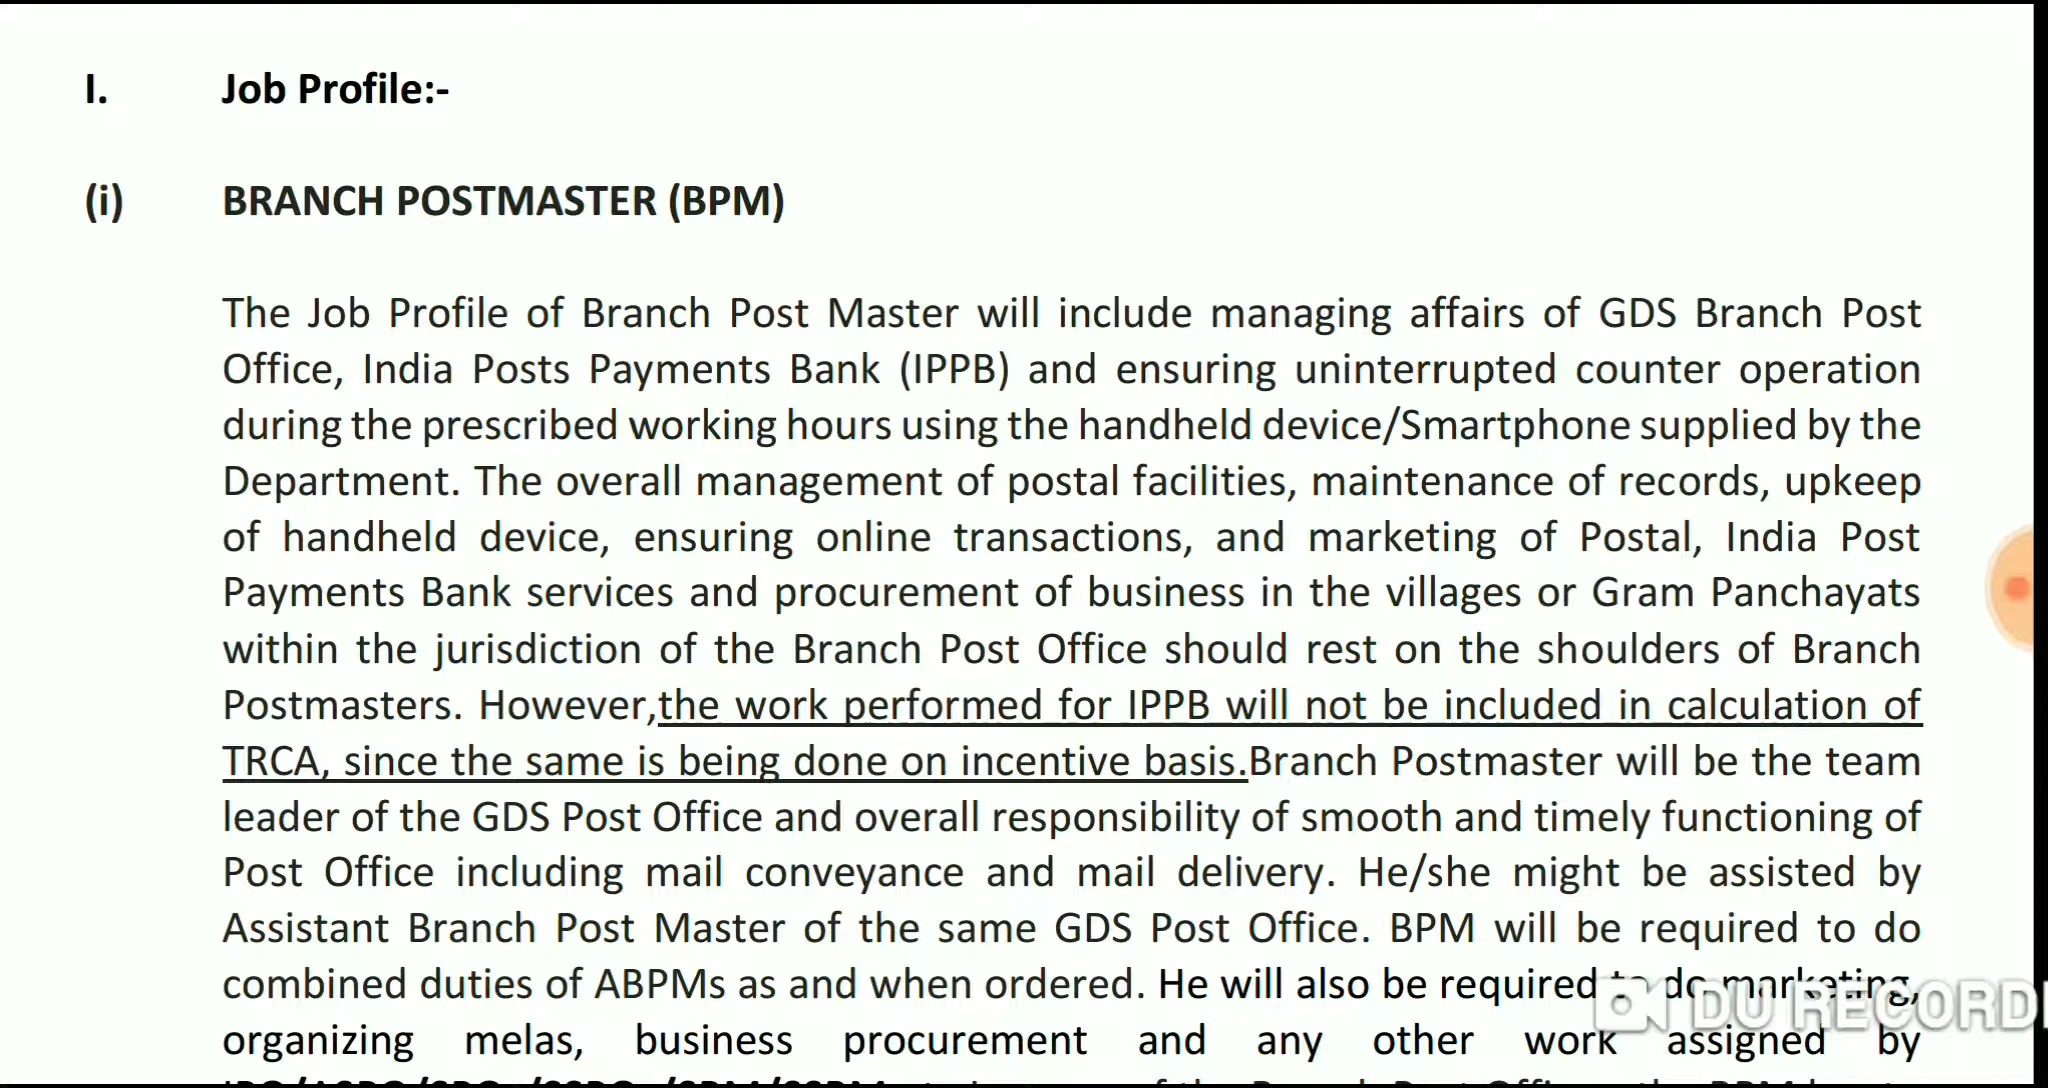 I. Job Profile:-
(i) BRANCH POSTMASTER (BPM)
The Job Profile of Branch Post Master will include managing affairs of GDS Branch Post
Office, India Posts Payments Bank (IPPB) and ensuring uninterrupted counter operation
during the prescribed working hours using the handheld device/Smartphone supplied by the
Department. The overall management of postal facilities, maintenance of records, upkeep
of handheld device, ensuring online transactions, and marketing of Postal, India Post
Payments Bank services and procurement of business in the villages or Gram Panchayats
within the jurisdiction of the Branch Post Office should rest on the shoulders of Branch
Postmasters. However,the work performed for IPPB will not be included in calculation of
TRCA, since the same is being done on incentive basis.Branch Postmaster will be the team
leader of the GDS Post Office and overall responsibility of smooth and timely functioning of
Post Office including mail conveyance and mail delivery. He/she might be assisted by
Assistant Branch Post Master of the same GDS Post Office. BPM will be required to do
combined duties of ABPMs as and when ordered. He will also be required to do marketing,
DU RECORD
organizing melas, business procurement and any other work assigned by